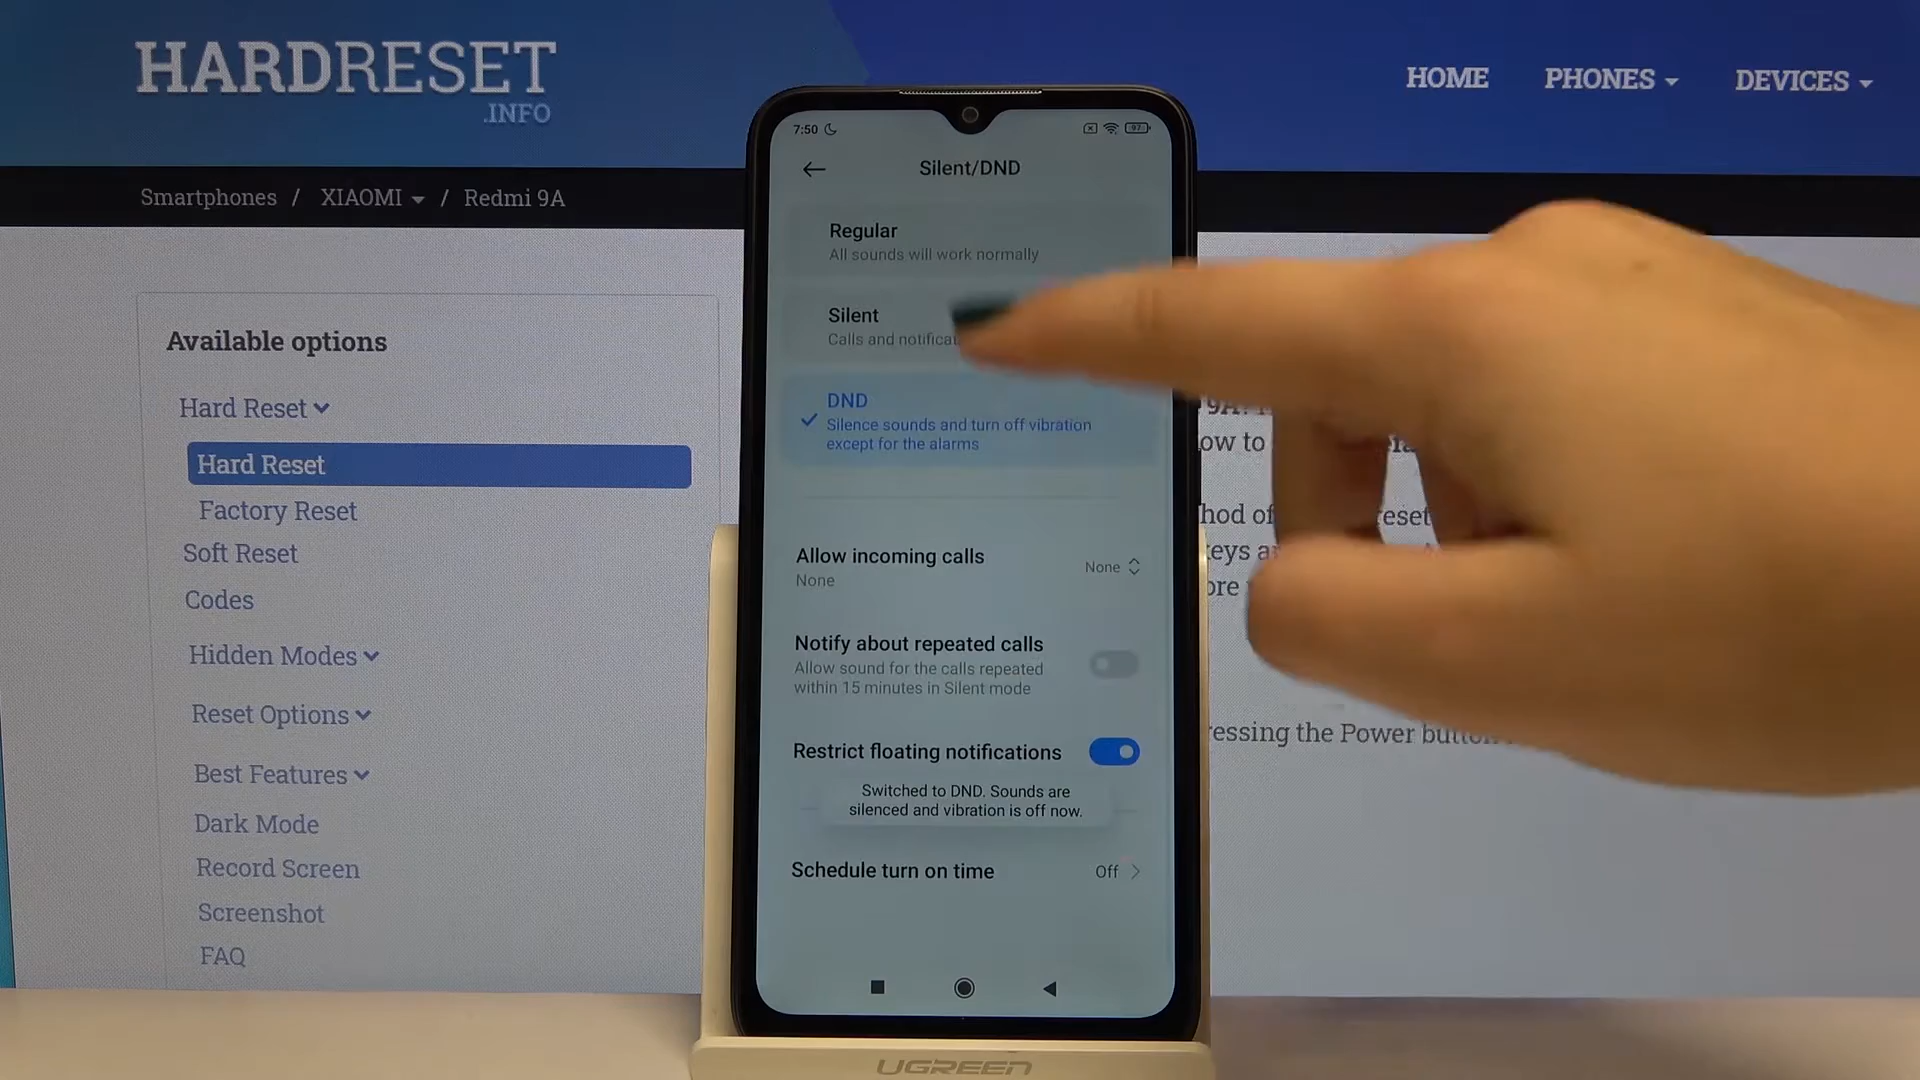 HARDRESET
.INFO
HOME
PHONES
DEVICES
Smartphones / XIAOMI / Redmi 9A
Available options
Hard Reset
Hard Reset
Factory Reset
Soft Reset
Codes
Hidden Modes
Reset Options
Best Features
Dark Mode
Record Screen
Screenshot
FAQ
7:50
97
Silent/DND
Regular
All sounds will work normally
Silent
Calls and
DND
Silence sounds and turn off vibration
except for the alarms
Allow incoming calls
None
None
Notify about repeated calls
Allow sound for the calls repeated
within 15 minutes in Silent mode
Restrict floating notifications
Switched to DND. Sounds are
silenced and vibration is off now.
Schedule turn on time
Off
9A?
to
of
the Power button
UGREEN